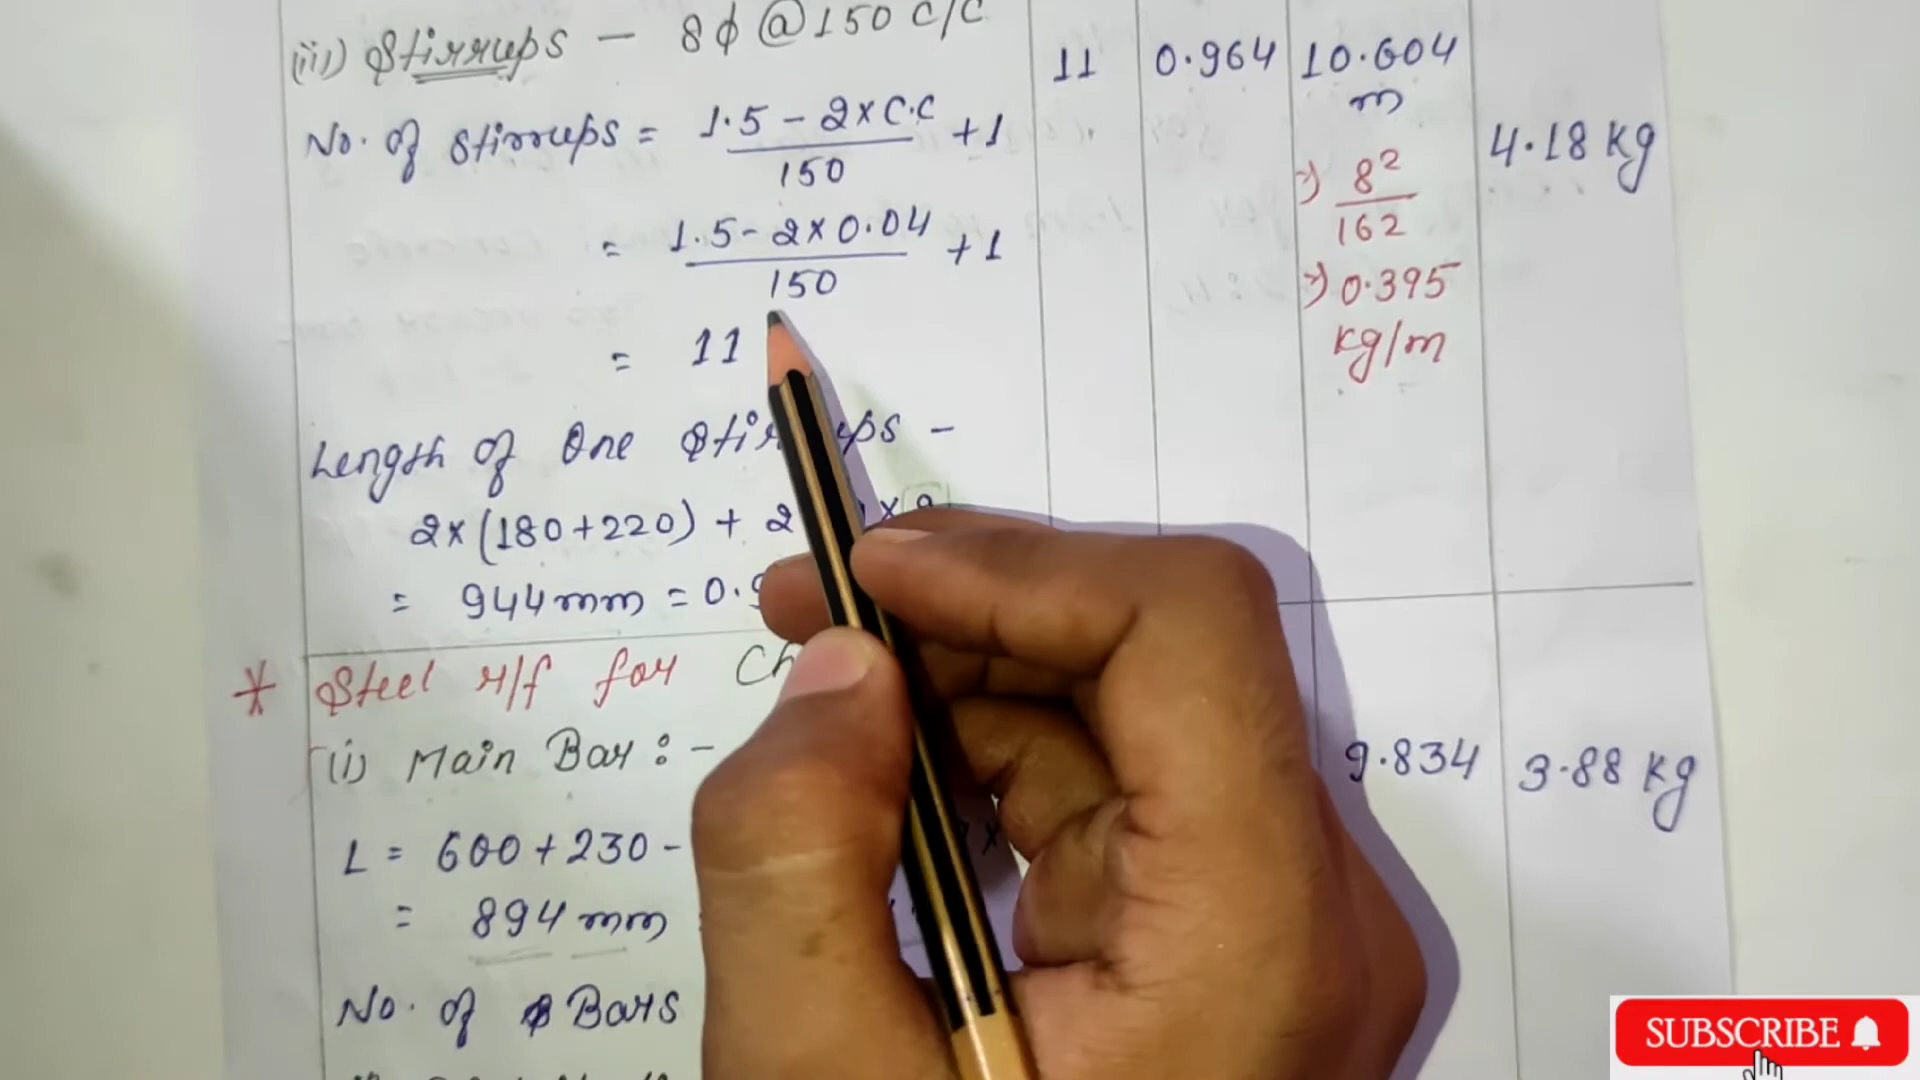 (iii) Stirrups - 8ϕ @ 150 C/C
11 0.964 10.604 m
No. of stirrups = 1.5 - 2 x C.C / 150 + 1
4.18 kg
⇒ 8² / 162
= 1.5 - 2 x 0.04 / 150 + 1
⇒ 0.395 kg/m
= 11
Length of One
2 x (180 + 220) + 2
= 944 mm = 0.9
* Steel r/f for
(i) Main Bar :-
9.834 3.88 kg
L = 600 + 230 -
= 894 mm
No. of Bars
SUBSCRIBE